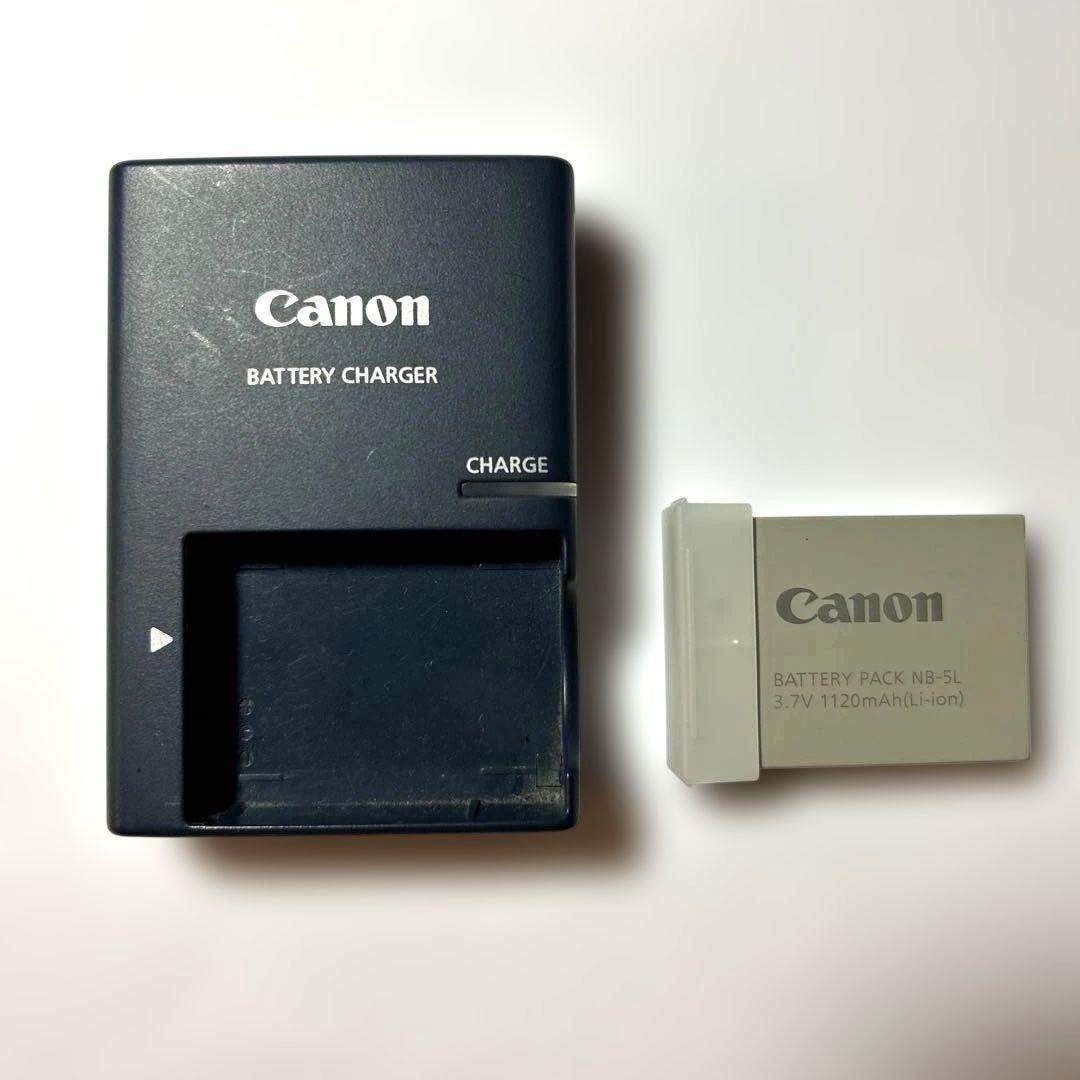 Canon
BATTERY CHARGER
CHARGE
Canon
BATTERY PACK NB-5L
3.7V 1120mAh(Li-ion)